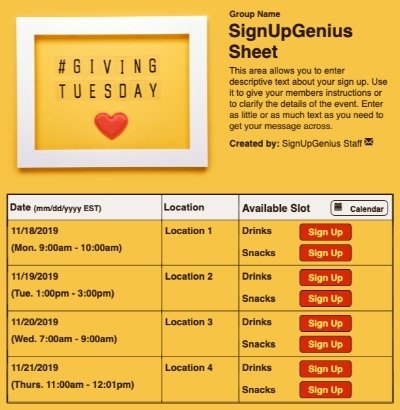 #GIVING
TUESDAY
Group Name
SignUpGenius
Sheet
This area allows you to enter
descriptive text about your sign up. Use
it to give your members instructions or
to clarify the details of the event. Enter
as little or as much text as you need to
get your message across.
Created by: SignUpGenius Staff
Date (mm/dd/yyyy EST) Location Available Slot Calendar
11/18/2019 Location 1 Drinks Sign Up
(Mon. 9:00am - 10:00am) Snacks Sign Up
11/19/2019 Location 2 Drinks Sign Up
(Tue. 1:00pm - 3:00pm) Snacks Sign Up
11/20/2019 Location 3 Drinks Sign Up
(Wed. 7:00am - 9:00am) Snacks Sign Up
11/21/2019 Location 4 Drinks Sign Up
(Thurs. 11:00am - 12:01pm) Snacks Sign Up